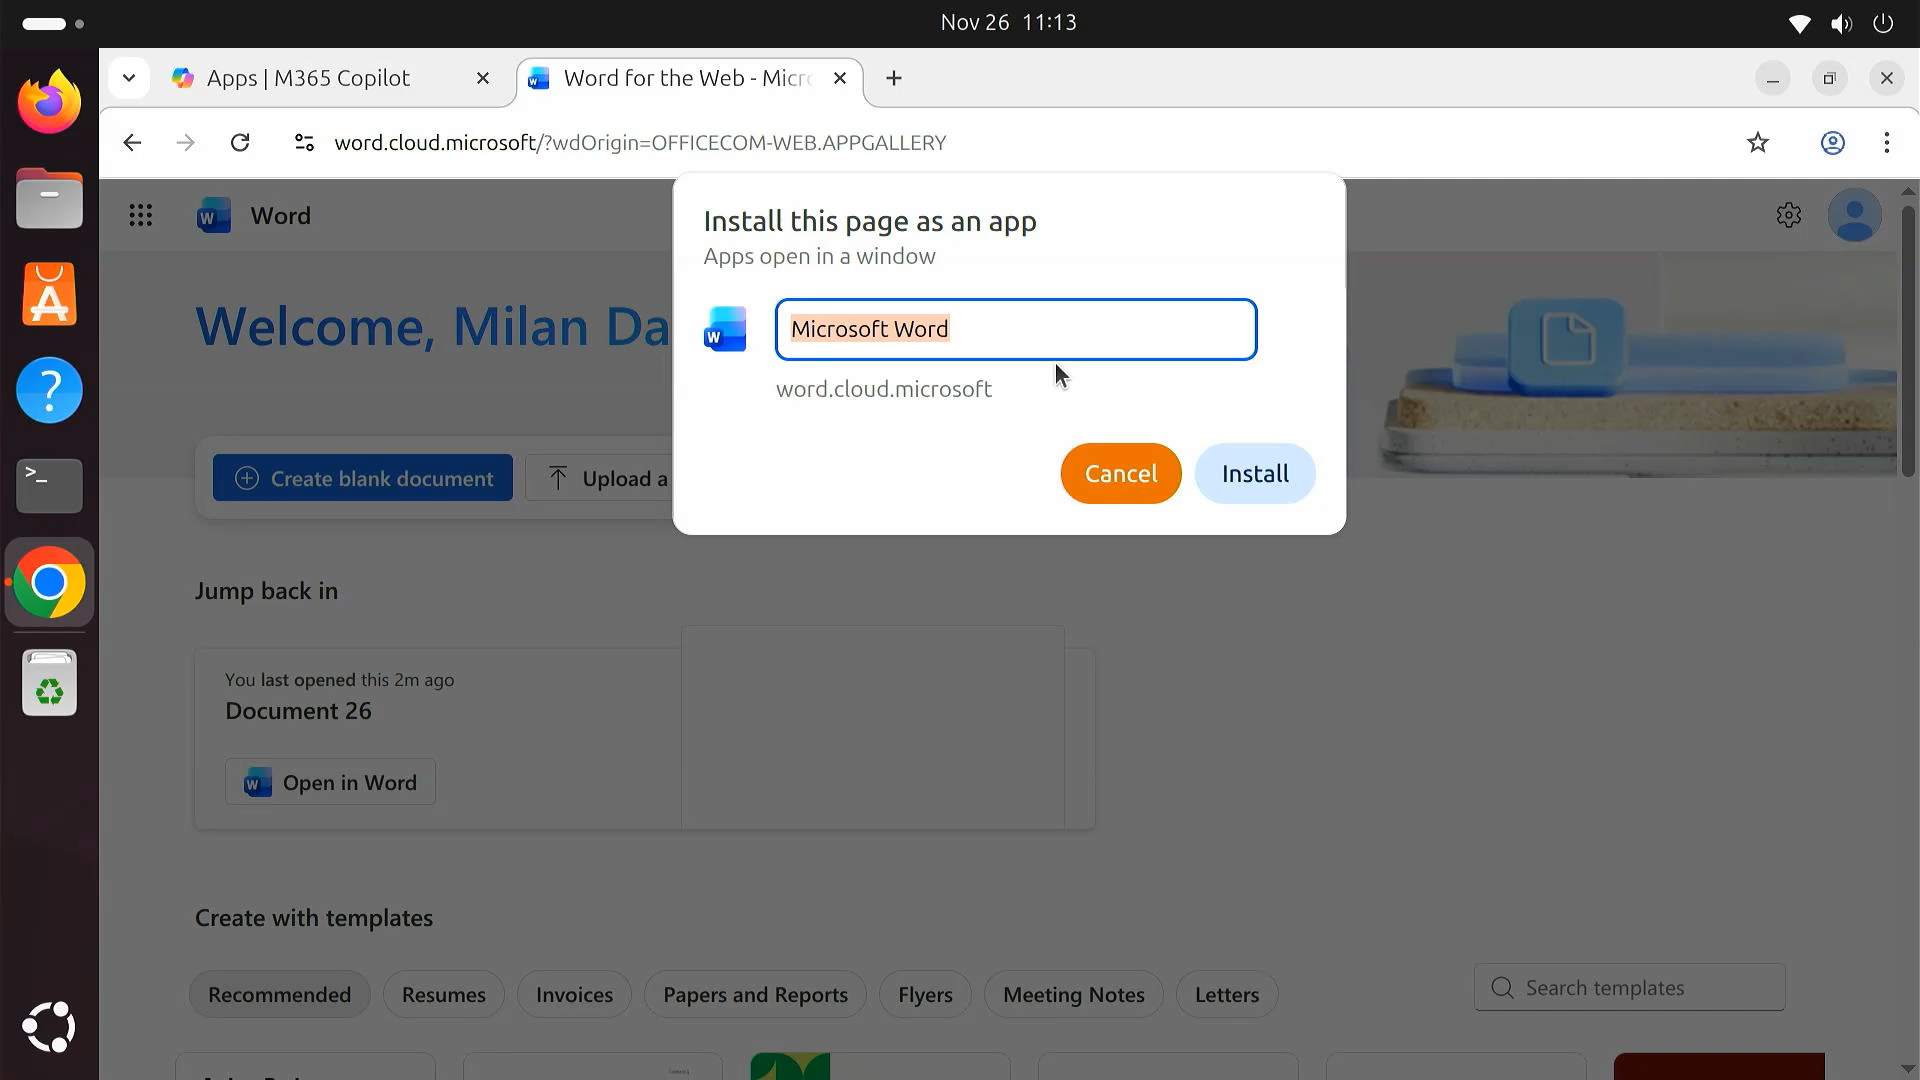 Nov 26 11:13
Apps | M365 Copilot
Word for the Web - Micro
word.cloud.microsoft/?wdOrigin=OFFICECOM-WEB.APPGALLERY
Word
Install this page as an app
Apps open in a window
Microsoft Word
word.cloud.microsoft
Cancel
Install
Welcome, Milan Da
Create blank document
Upload a
Jump back in
You last opened this 2m ago
Document 26
Open in Word
Create with templates
Recommended
Resumes
Invoices
Papers and Reports
Flyers
Meeting Notes
Letters
Search templates